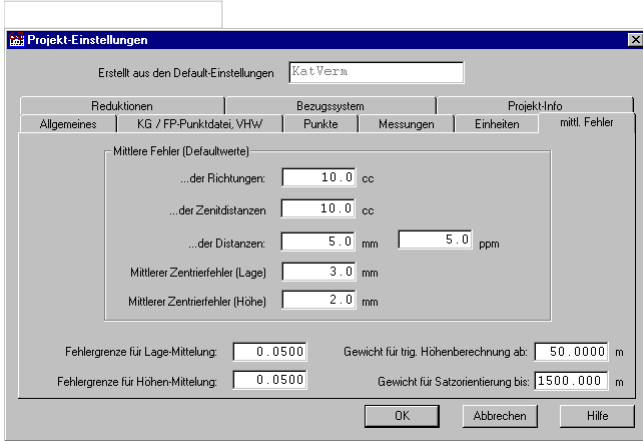 Projekt-Einstellungen
Erstellt aus den Default-Einstellungen KatVerm
Reduktionen Bezugssystem Projekt-Info
Allgemeines KG / FP-Punktdatei, VHW Punkte Messungen Einheiten mittl. Fehler
Mittlere Fehler (Defaultwerte)
...der Richtungen: 10.0 cc
...der Zenitdistanzen 10.0 cc
...der Distanzen: 5.0 mm 5.0 ppm
Mittlerer Zentrierfehler (Lage) 3.0 mm
Mittlerer Zentrierfehler (Höhe) 2.0 mm
Fehlergrenze für Lage-Mittelung: 0.0500 Gewicht für trig. Höhenberechnung ab: 50.0000 m
Fehlergrenze für Höhen-Mittelung: 0.0500 Gewicht für Satzorientierung bis: 1500.000 m
OK Abbrechen Hilfe